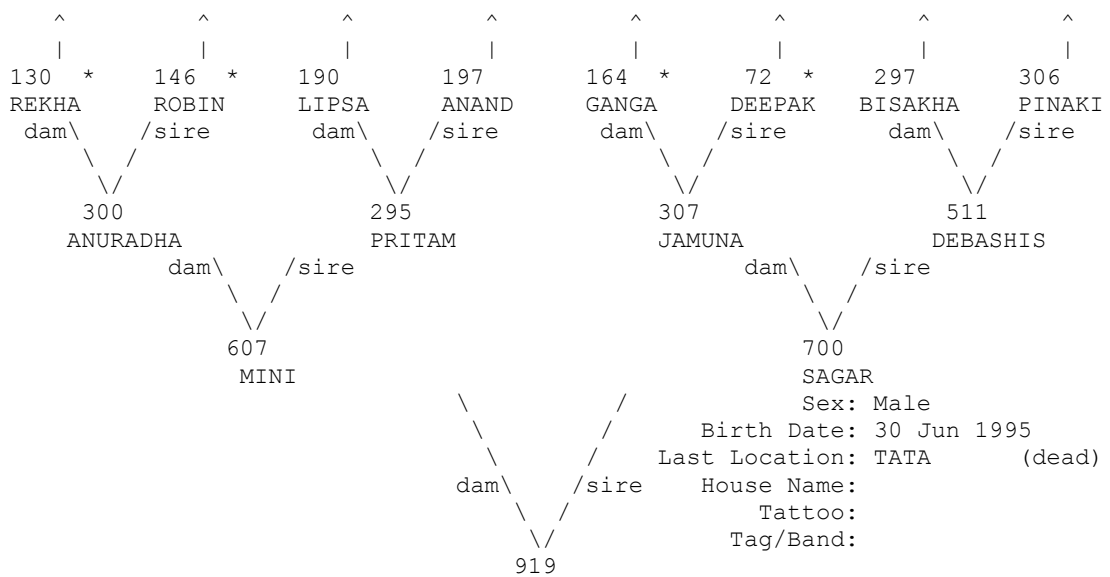 ^ ^ ^ ^ ^ ^ ^ ^
| | | | | | | |
130 * 146 * 190 197 164 * 72 * 297 306
REKHA ROBIN LIPSA ANAND GANGA DEEPAK BISAKHA PINAKI
dam\ /sire dam\ /sire dam\ /sire dam\ /sire
\ / \ / \ / \ /
\/ \/ \/ \/
300 295 307 511
ANURADHA PRITAM JAMUNA DEBASHIS
dam\ /sire dam\ /sire
\ / \ /
\/ \/
607 700
MINI SAGAR
\ / Sex: Male
\ / Birth Date: 30 Jun 1995
\ / Last Location: TATA (dead)
dam\ /sire House Name:
\ / Tattoo:
\/ Tag/Band:
919